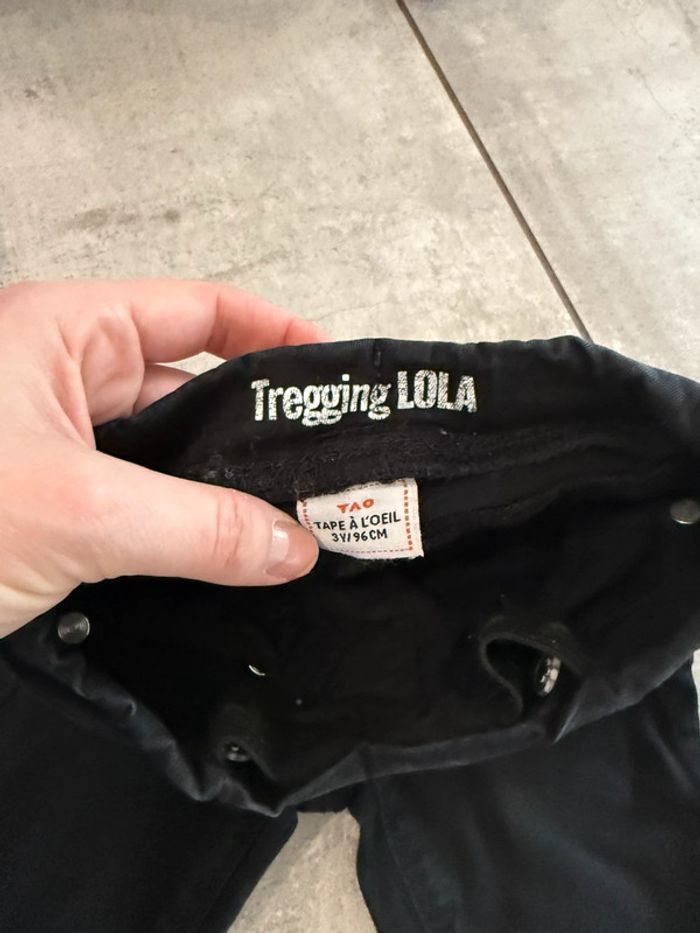 Tregging LOLA
TAO
TAPE À L'OEIL
3Y/96CM